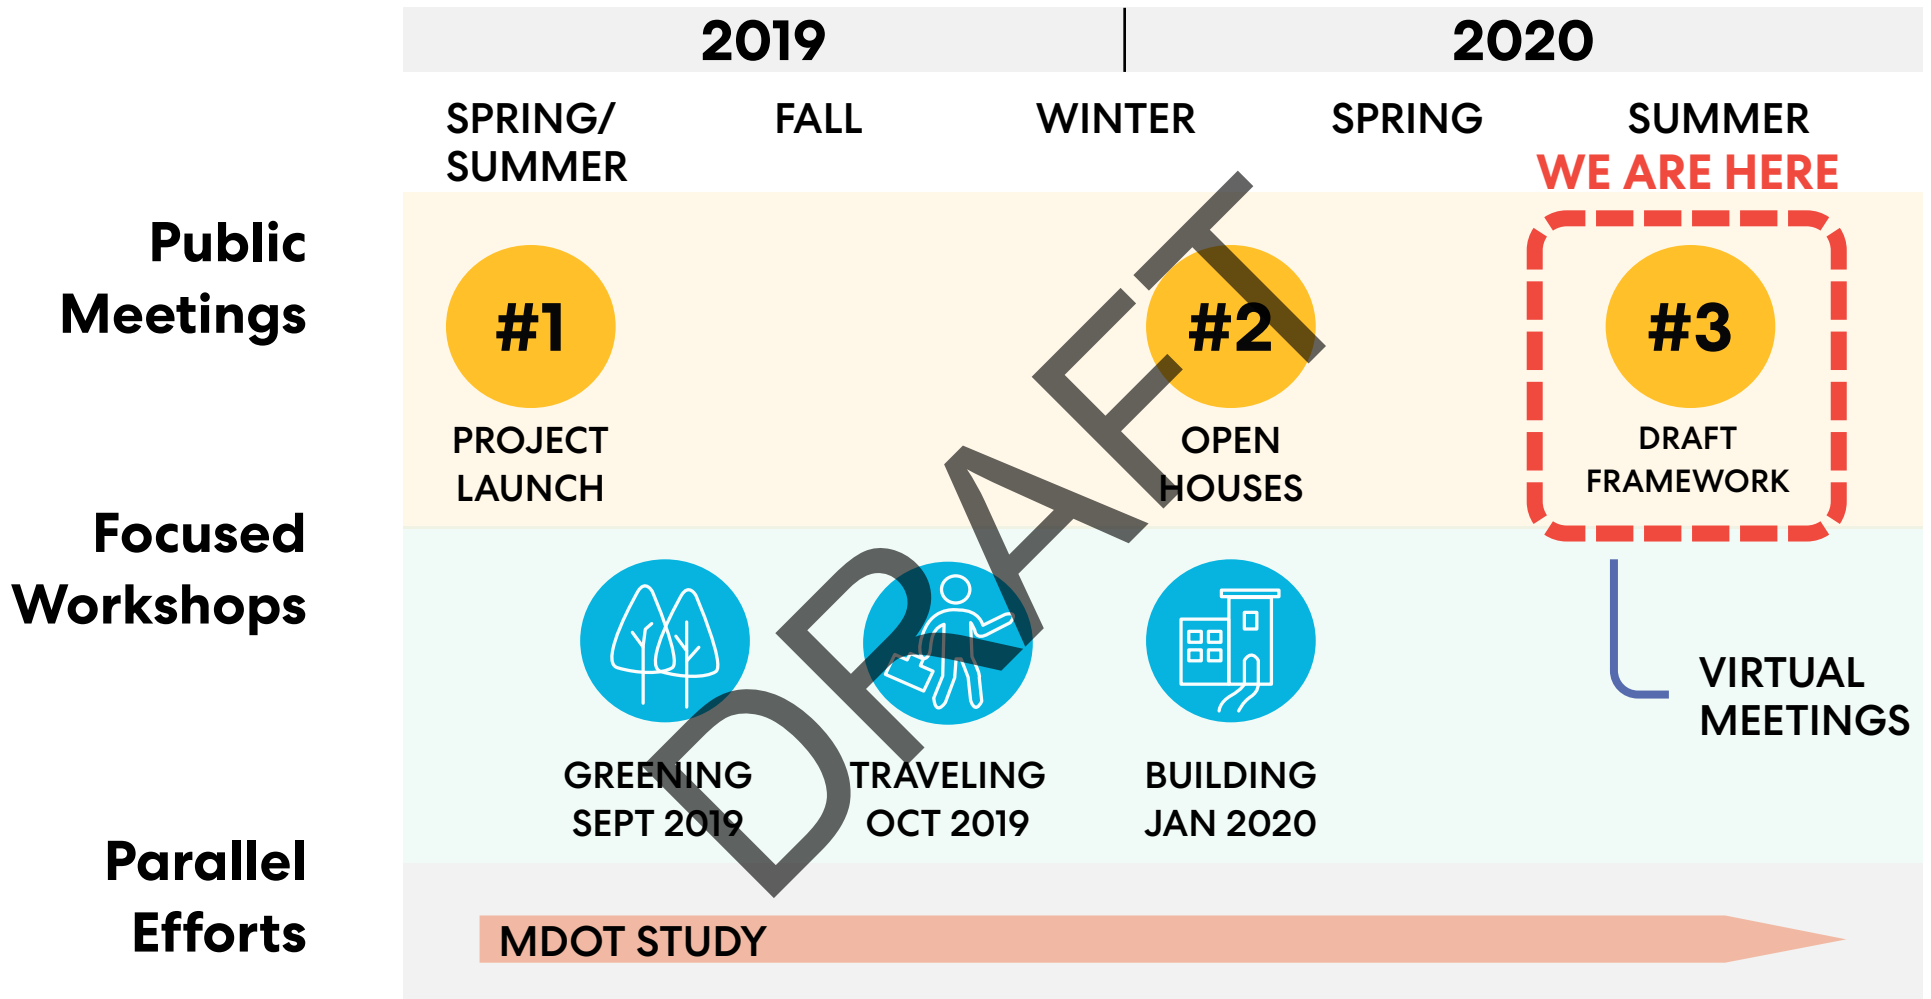 2019
2020
SPRING/
SUMMER
FALL
WINTER
SPRING
SUMMER
WE ARE HERE
Public
Meetings
#1
PROJECT
LAUNCH
#2
OPEN
HOUSES
#3
DRAFT
FRAMEWORK
Focused
Workshops
GREENING
SEPT 2019
TRAVELING
OCT 2019
BUILDING
JAN 2020
VIRTUAL
MEETINGS
Parallel
Efforts
MDOT STUDY
DRAFT